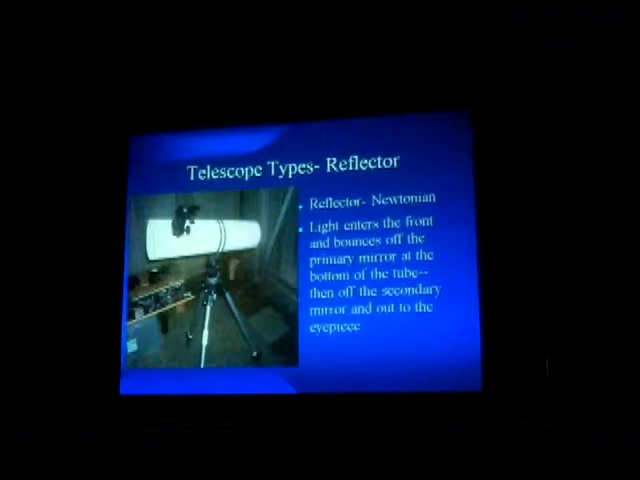 Telescope Types- Reflector
Reflector- Newtonian
Light enters the front
and bounces off the
primary mirror at the
bottom of the tube--
then off the secondary
mirror and out to the
eyepiece